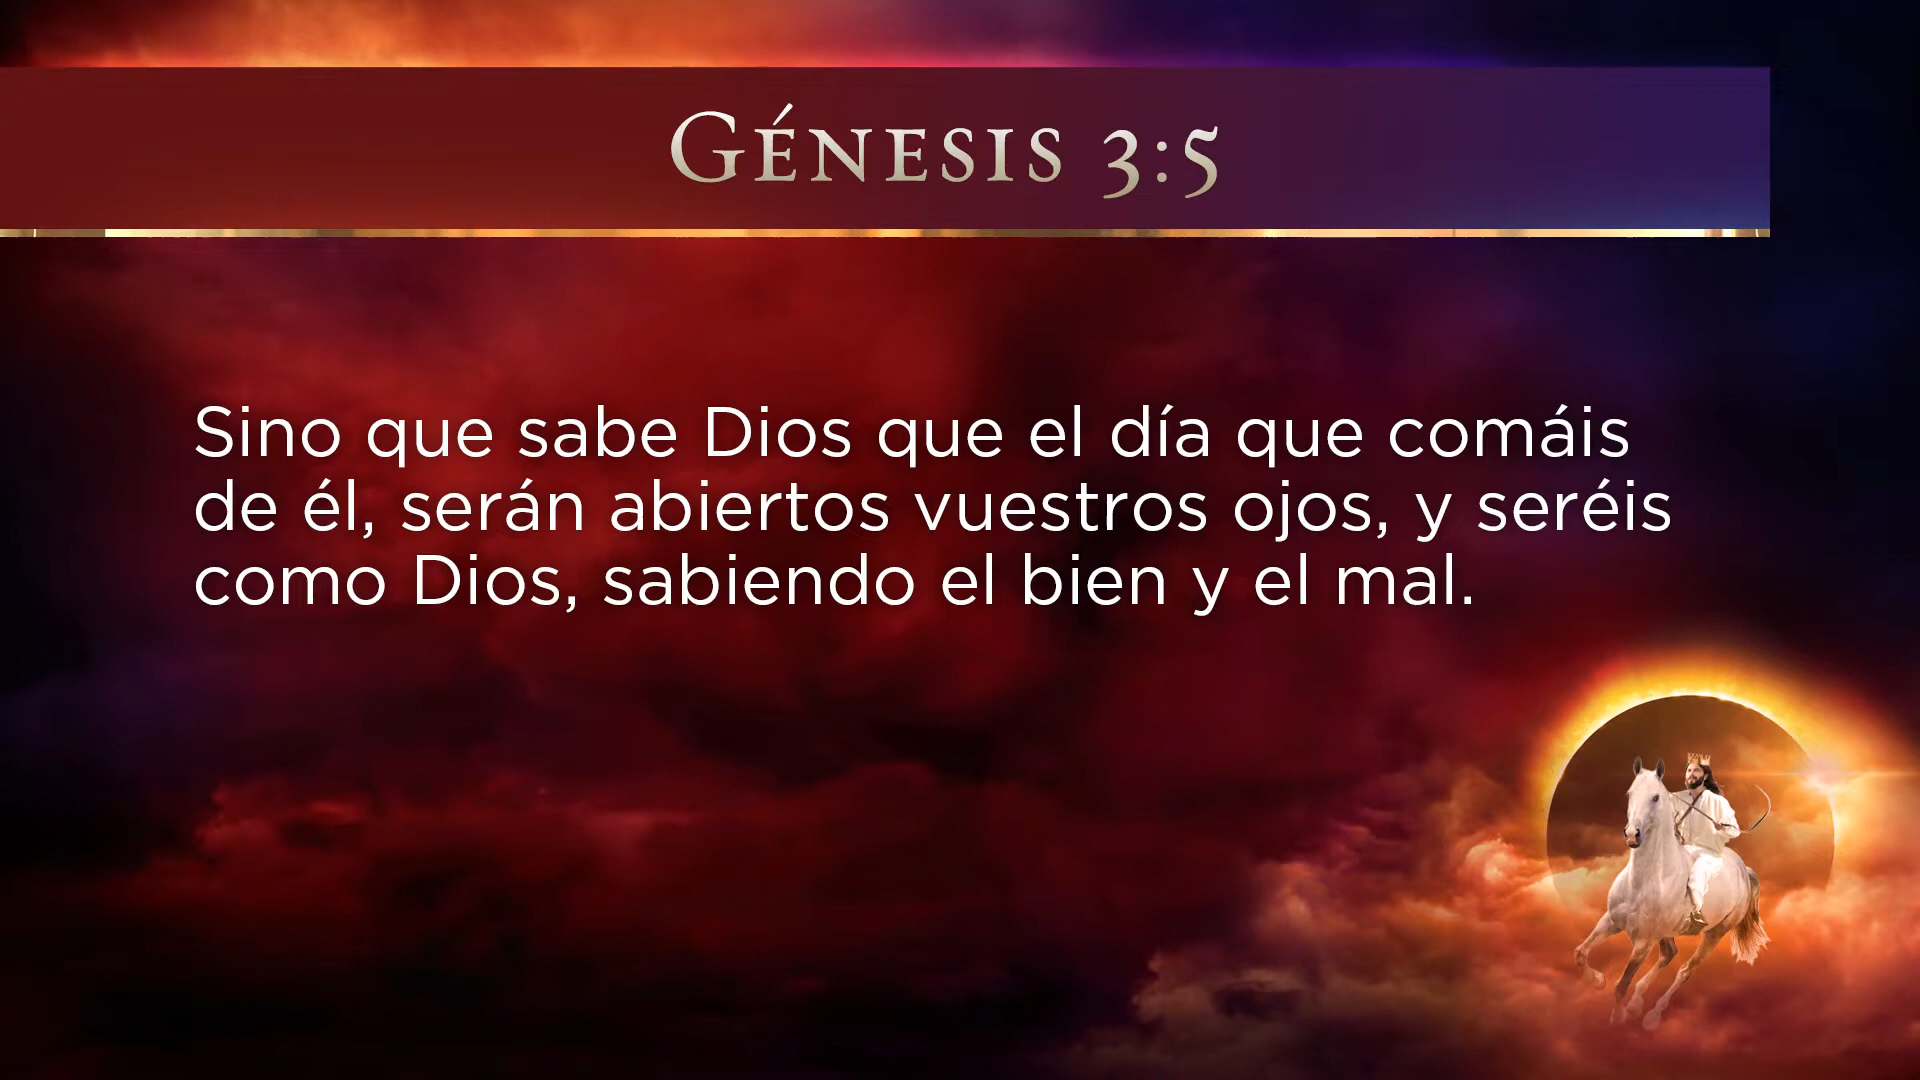 Génesis 3:5
Sino que sabe Dios que el día que comáis
de él, serán abiertos vuestros ojos, y seréis
como Dios, sabiendo el bien y el mal.